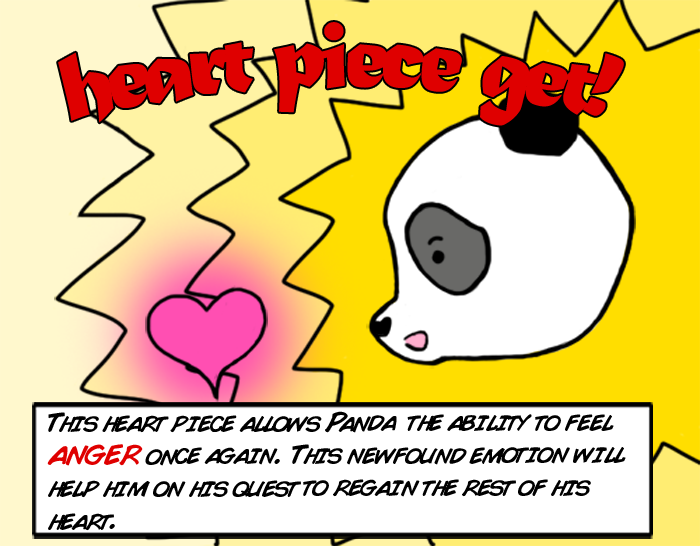 heart piece get!
This heart piece allows Panda the ability to feel
ANGER once again. This newfound emotion will
help him on his quest to regain the rest of his
heart.